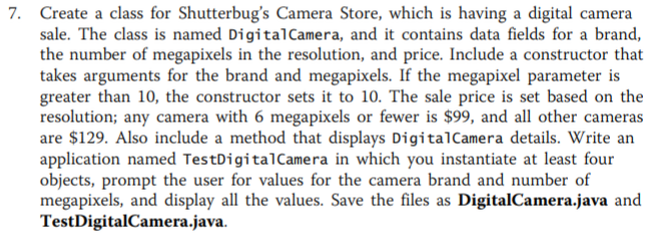 7. Create a class for Shutterbug's Camera Store, which is having a digital camera
sale. The class is named DigitalCamera, and it contains data fields for a brand,
the number of megapixels in the resolution, and price. Include a constructor that
takes arguments for the brand and megapixels. If the megapixel parameter is
greater than 10, the constructor sets it to 10. The sale price is set based on the
resolution; any camera with 6 megapixels or fewer is $99, and all other cameras
are $129. Also include a method that displays DigitalCamera details. Write an
application named TestDigitalCamera in which you instantiate at least four
objects, prompt the user for values for the camera brand and number of
megapixels, and display all the values. Save the files as DigitalCamera.java and
TestDigitalCamera.java.